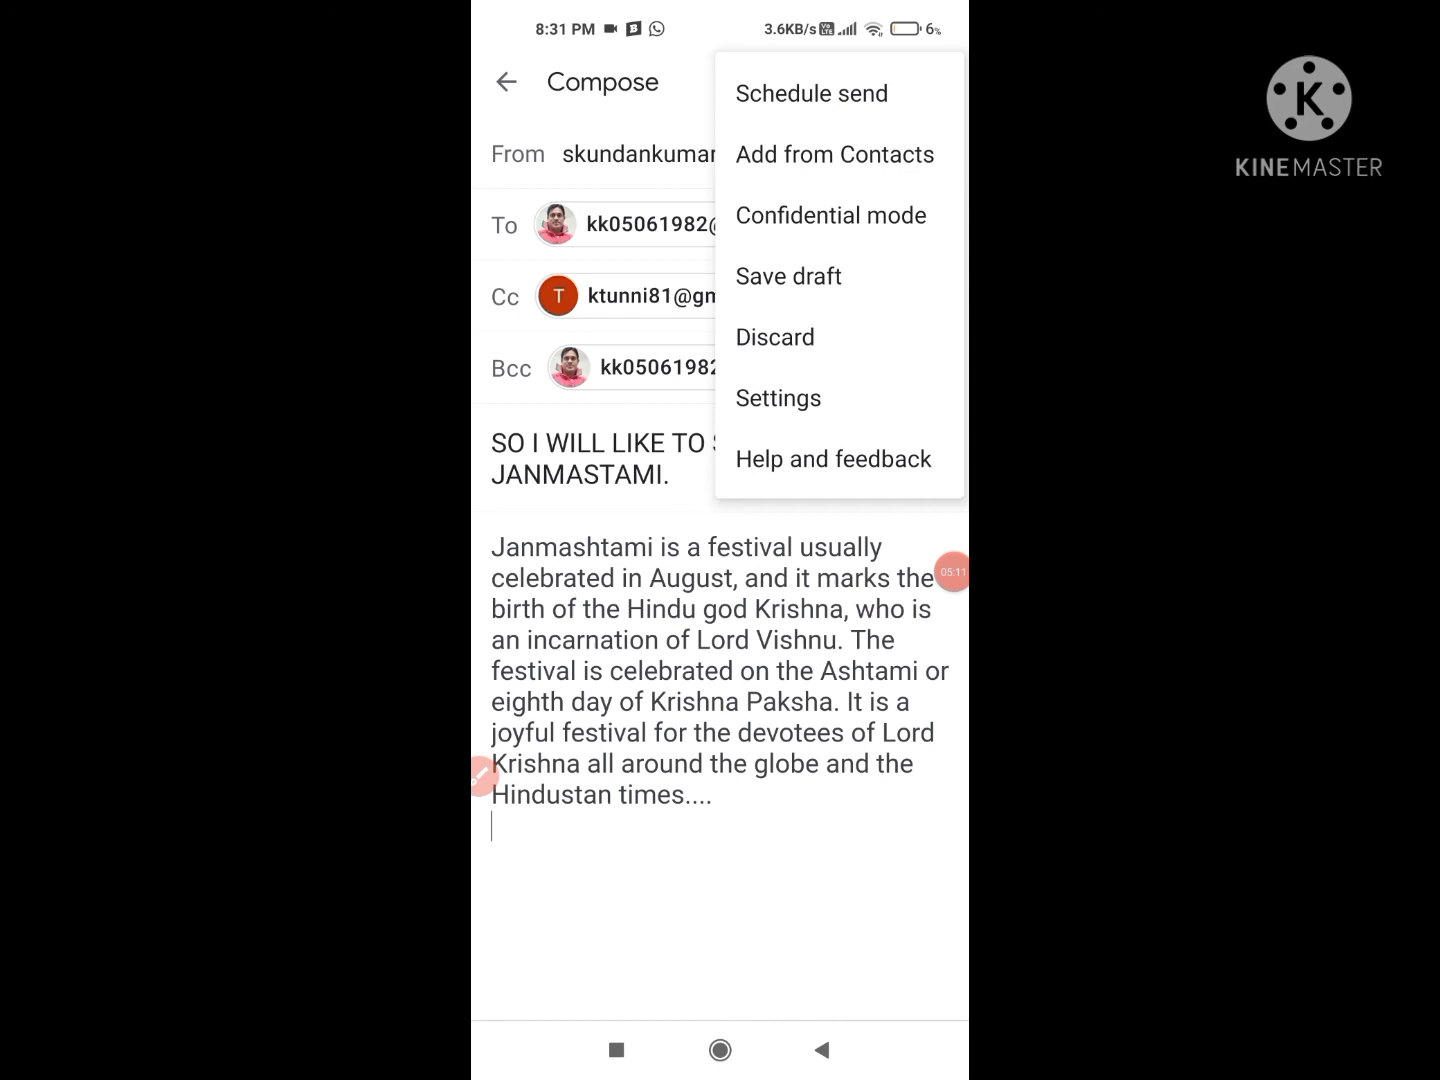 8:31 PM 3.6KB/s 6%
Compose
From skundankumar
To kk05061982@
Cc T ktunni81@gm
Bcc kk05061982
SO I WILL LIKE TO
JANMASTAMI.
Schedule send
Add from Contacts
Confidential mode
Save draft
Discard
Settings
Help and feedback
Janmashtami is a festival usually
celebrated in August, and it marks the
birth of the Hindu god Krishna, who is
an incarnation of Lord Vishnu. The
festival is celebrated on the Ashtami or
eighth day of Krishna Paksha. It is a
joyful festival for the devotees of Lord
Krishna all around the globe and the
Hindustan times....
05:11
K
KINEMASTER